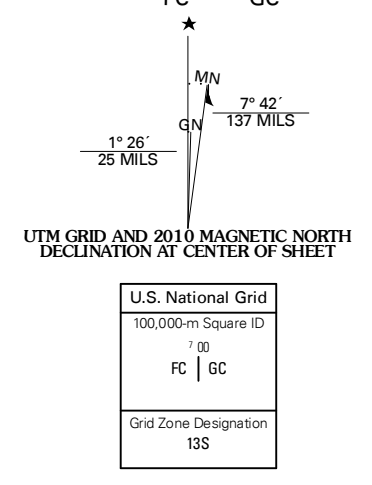 FC GC
MN
7° 42´
137 MILS
GN
1° 26´
25 MILS
UTM GRID AND 2010 MAGNETIC NORTH
DECLINATION AT CENTER OF SHEET
U.S. National Grid
100,000-m Square ID
7 00
FC GC
Grid Zone Designation
13S